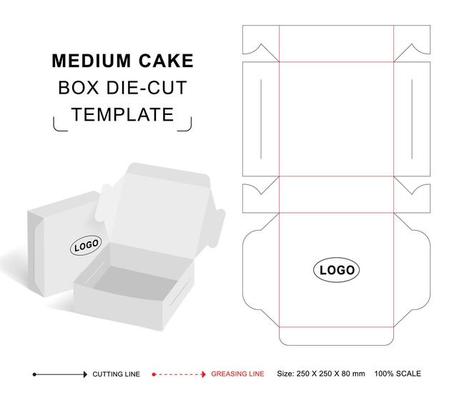 MEDIUM CAKE
BOX DIE-CUT
TEMPLATE
LOGO
LOGO
CUTTING LINE
GREASING LINE
Size: 250 X 250 X 80 mm
100% SCALE